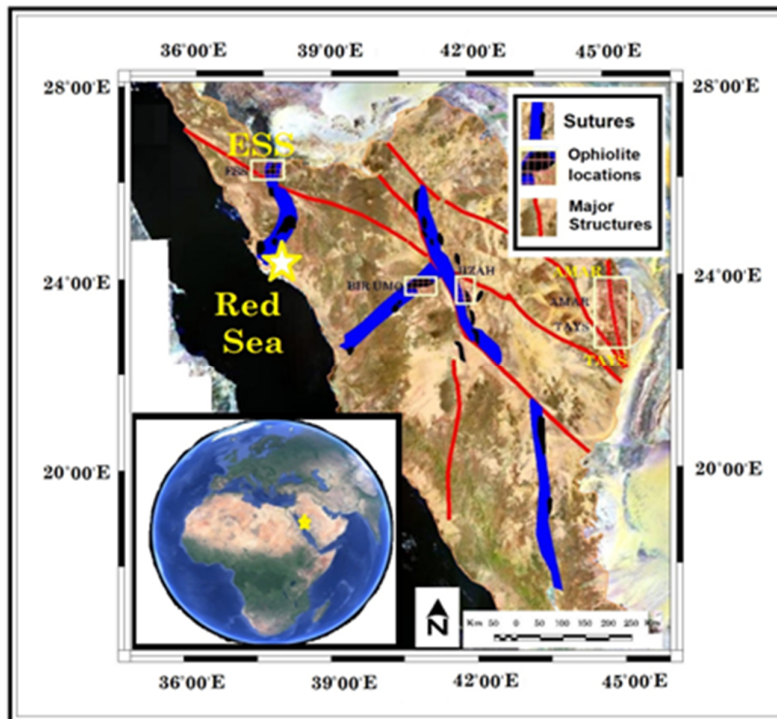 36°00'E 39°00'E 42°00'E 45°00'E
28°00'E 28°00'E
Sutures
Ophiolite
locations
Major
Structures
ESS
ESS
24°00'E 24°00'E
AMAR
BIR UMQ
AMAR
TAYS
TAYS
Red
Sea
20°00'E 20°00'E
N
Km 50 0 50 100 150 200 250
36°00'E 39°00'E 42°00'E 45°00'E